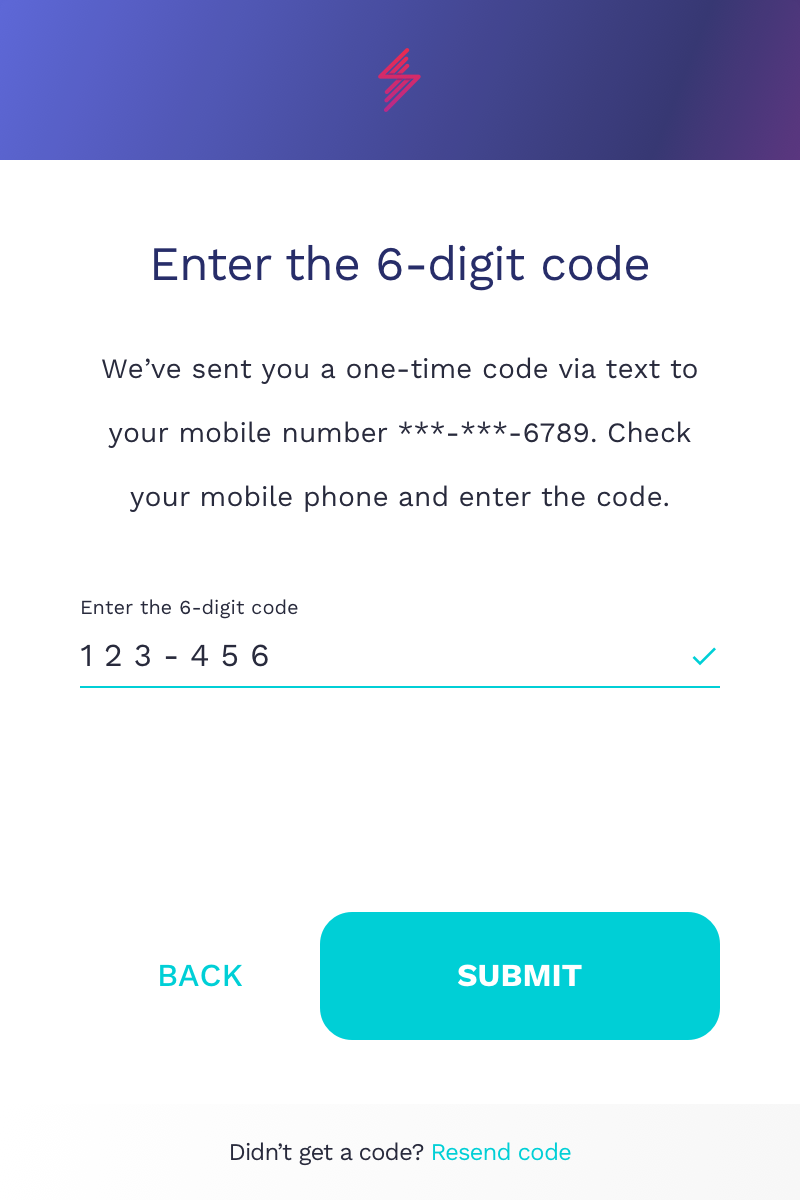 Enter the 6-digit code
We’ve sent you a one-time code via text to
your mobile number ***-***-6789. Check
your mobile phone and enter the code.
Enter the 6-digit code
1 2 3 - 4 5 6
BACK
SUBMIT
Didn’t get a code? Resend code